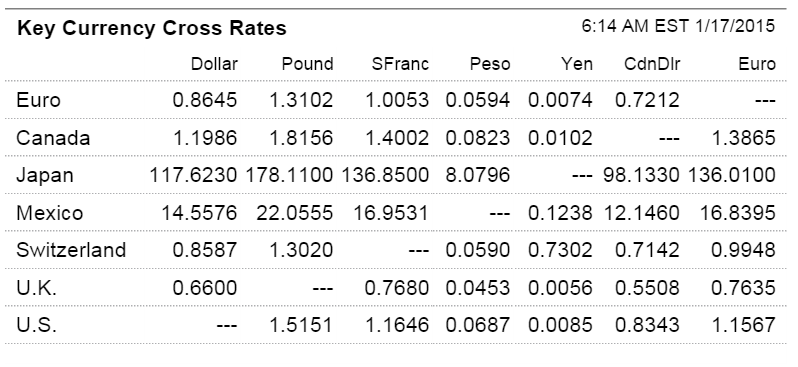 Key Currency Cross Rates 6:14 AM EST 1/17/2015
Dollar Pound SFranc Peso Yen CdnDlr Euro
Euro 0.8645 1.3102 1.0053 0.0594 0.0074 0.7212 ---
Canada 1.1986 1.8156 1.4002 0.0823 0.0102 --- 1.3865
Japan 117.6230 178.1100 136.8500 8.0796 --- 98.1330 136.0100
Mexico 14.5576 22.0555 16.9531 --- 0.1238 12.1460 16.8395
Switzerland 0.8587 1.3020 --- 0.0590 0.7302 0.7142 0.9948
U.K. 0.6600 --- 0.7680 0.0453 0.0056 0.5508 0.7635
U.S. --- 1.5151 1.1646 0.0687 0.0085 0.8343 1.1567